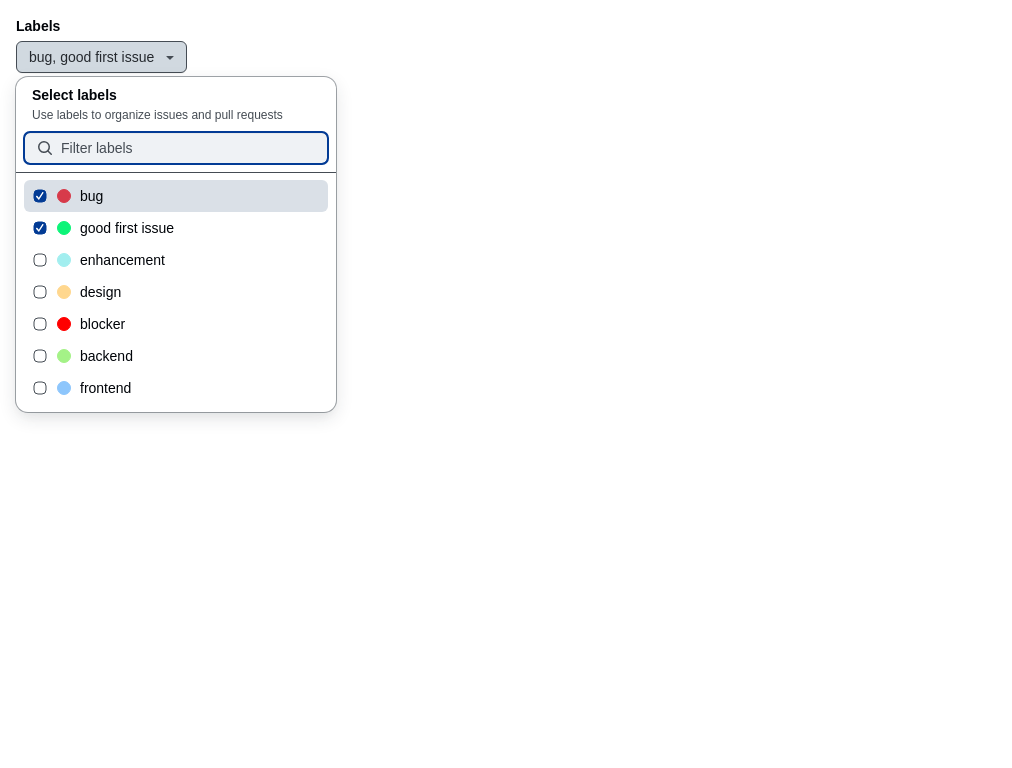 Labels
bug, good first issue
Select labels
Use labels to organize issues and pull requests
Filter labels
bug
good first issue
enhancement
design
blocker
backend
frontend